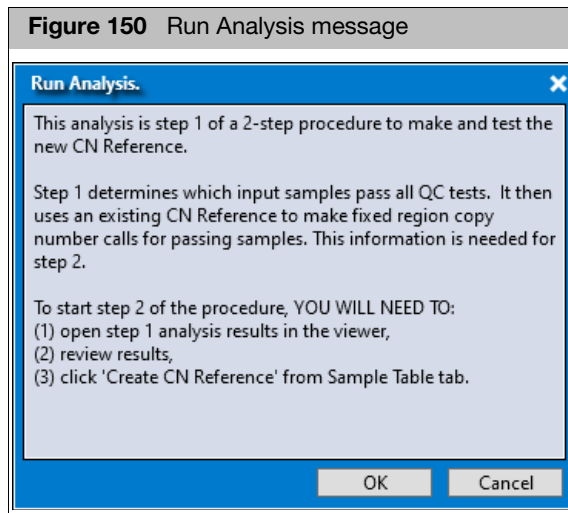 Figure 150 Run Analysis message
Run Analysis.
This analysis is step 1 of a 2-step procedure to make and test the
new CN Reference.
Step 1 determines which input samples pass all QC tests. It then
uses an existing CN Reference to make fixed region copy
number calls for passing samples. This information is needed for
step 2.
To start step 2 of the procedure, YOU WILL NEED TO:
(1) open step 1 analysis results in the viewer,
(2) review results,
(3) click 'Create CN Reference' from Sample Table tab.
OK Cancel